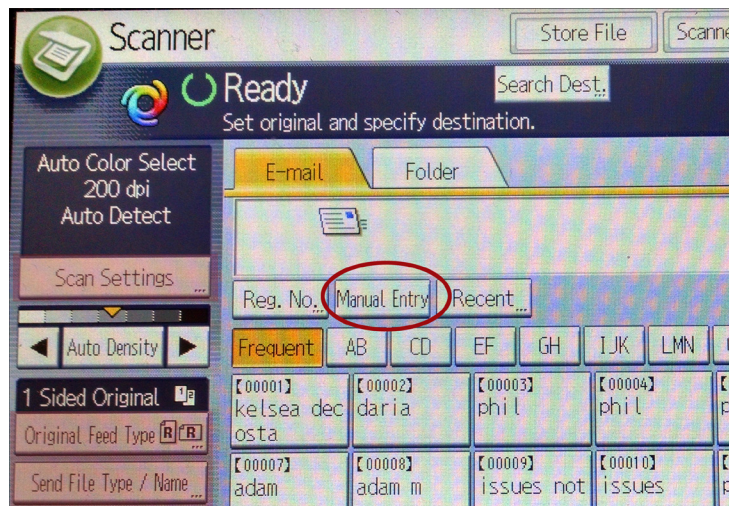 Scanner
Store File
Ready
Search Dest.
Set original and specify destination.
Auto Color Select
200 dpi
Auto Detect
Scan Settings
E-mail
Folder
Reg. No.
Manual Entry
Recent
Auto Density
Frequent
AB
CD
EF
GH
IJK
LMN
1 Sided Original
Original Feed Type
Send File Type / Name
【00001】
kelsea dec
osta
【00002】
daria
【00003】
phil
【00004】
phil
【00007】
adam
【00008】
adam m
【00009】
issues not
【00010】
issues